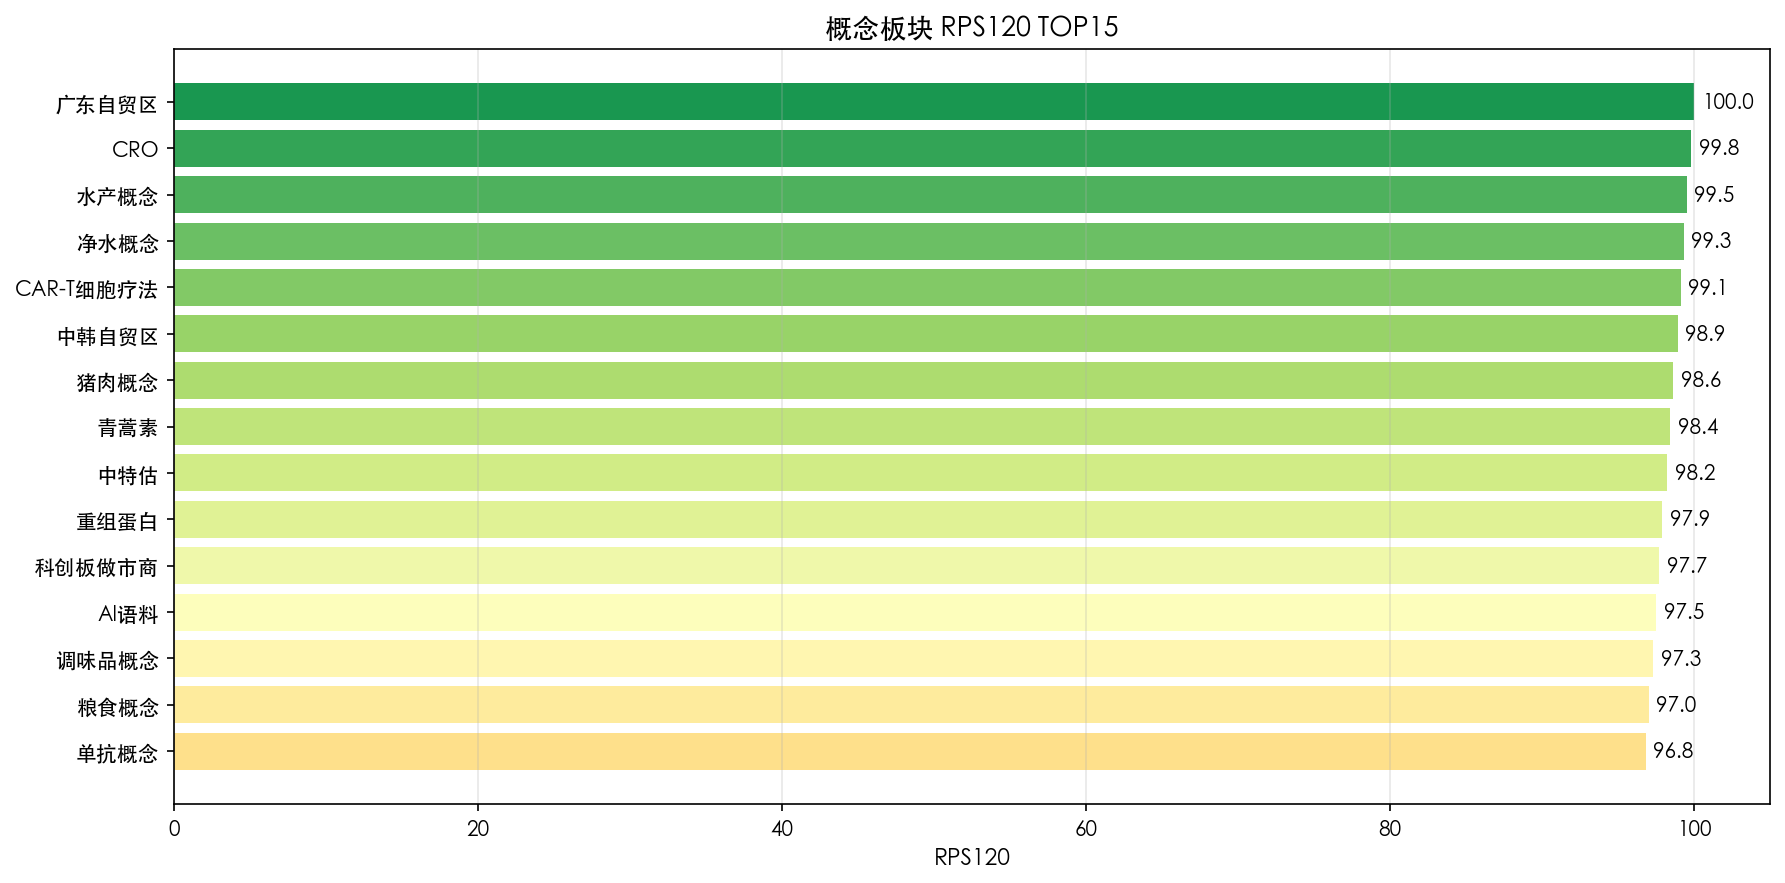 概念板块 RPS120 TOP15
广东自贸区 100.0
CRO 99.8
水产概念 99.5
净水概念 99.3
CAR-T细胞疗法 99.1
中韩自贸区 98.9
猪肉概念 98.6
青蒿素 98.4
中特估 98.2
重组蛋白 97.9
科创板做市商 97.7
AI语料 97.5
调味品概念 97.3
粮食概念 97.0
单抗概念 96.8
0 20 40 60 80 100
RPS120